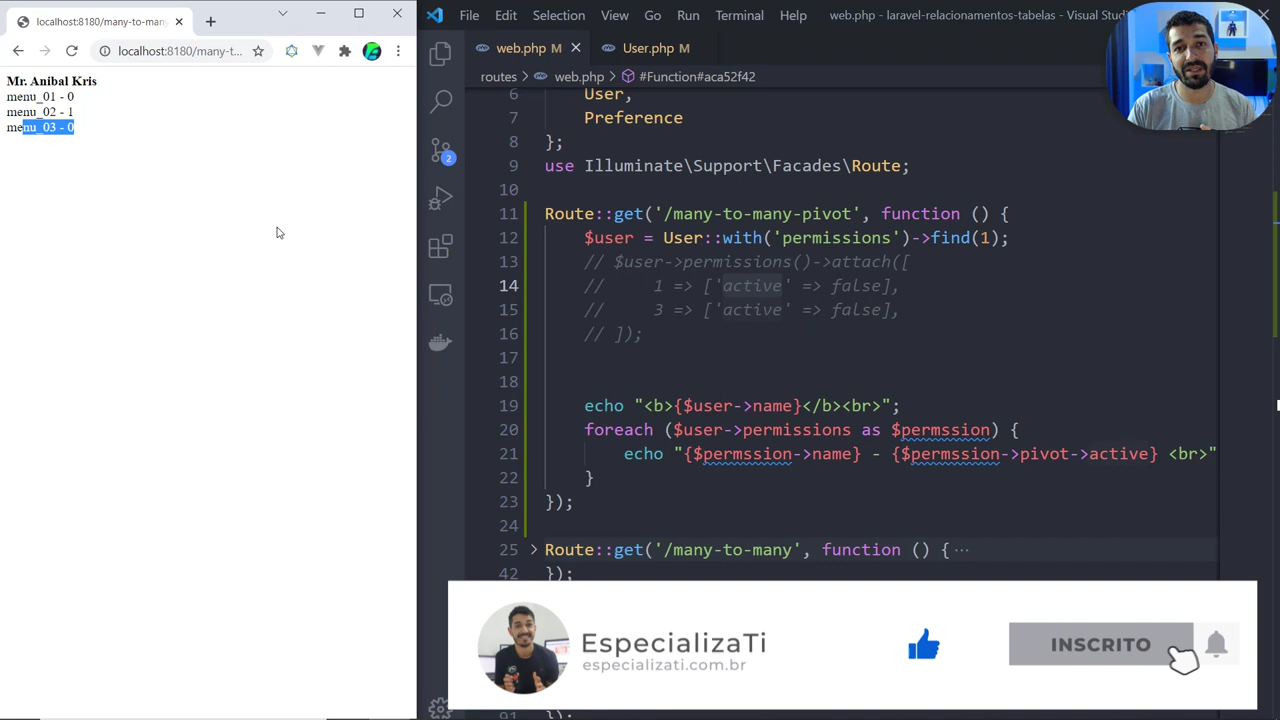 localhost:8180/many-to-man
localhost:8180/many-t...
Mr. Anibal Kris
menu_01 - 0
menu_02 - 1
menu_03 - 0
File Edit Selection View Go Run Terminal Help
web.php - laravel-relacionamentos-tabelas - Visual Stud
web.php M
User.php M
routes > web.php > #Function#aca52f42
2
6 User,
7 Preference
8 };
9 use Illuminate\Support\Facades\Route;
10
11 Route::get('/many-to-many-pivot', function () {
12 $user = User::with('permissions')->find(1);
13 // $user->permissions()->attach([
14 // 1 => ['active' => false],
15 // 3 => ['active' => false],
16 // ]);
17
18
19 echo "<b>{$user->name}</b><br>";
20 foreach ($user->permissions as $permssion) {
21 echo "{$permssion->name} - {$permssion->pivot->active} <br>"
22 }
23 });
24
25 Route::get('/many-to-many', function () { ...
42 });
EspecializaTi
especializati.com.br
INSCRITO
91 });